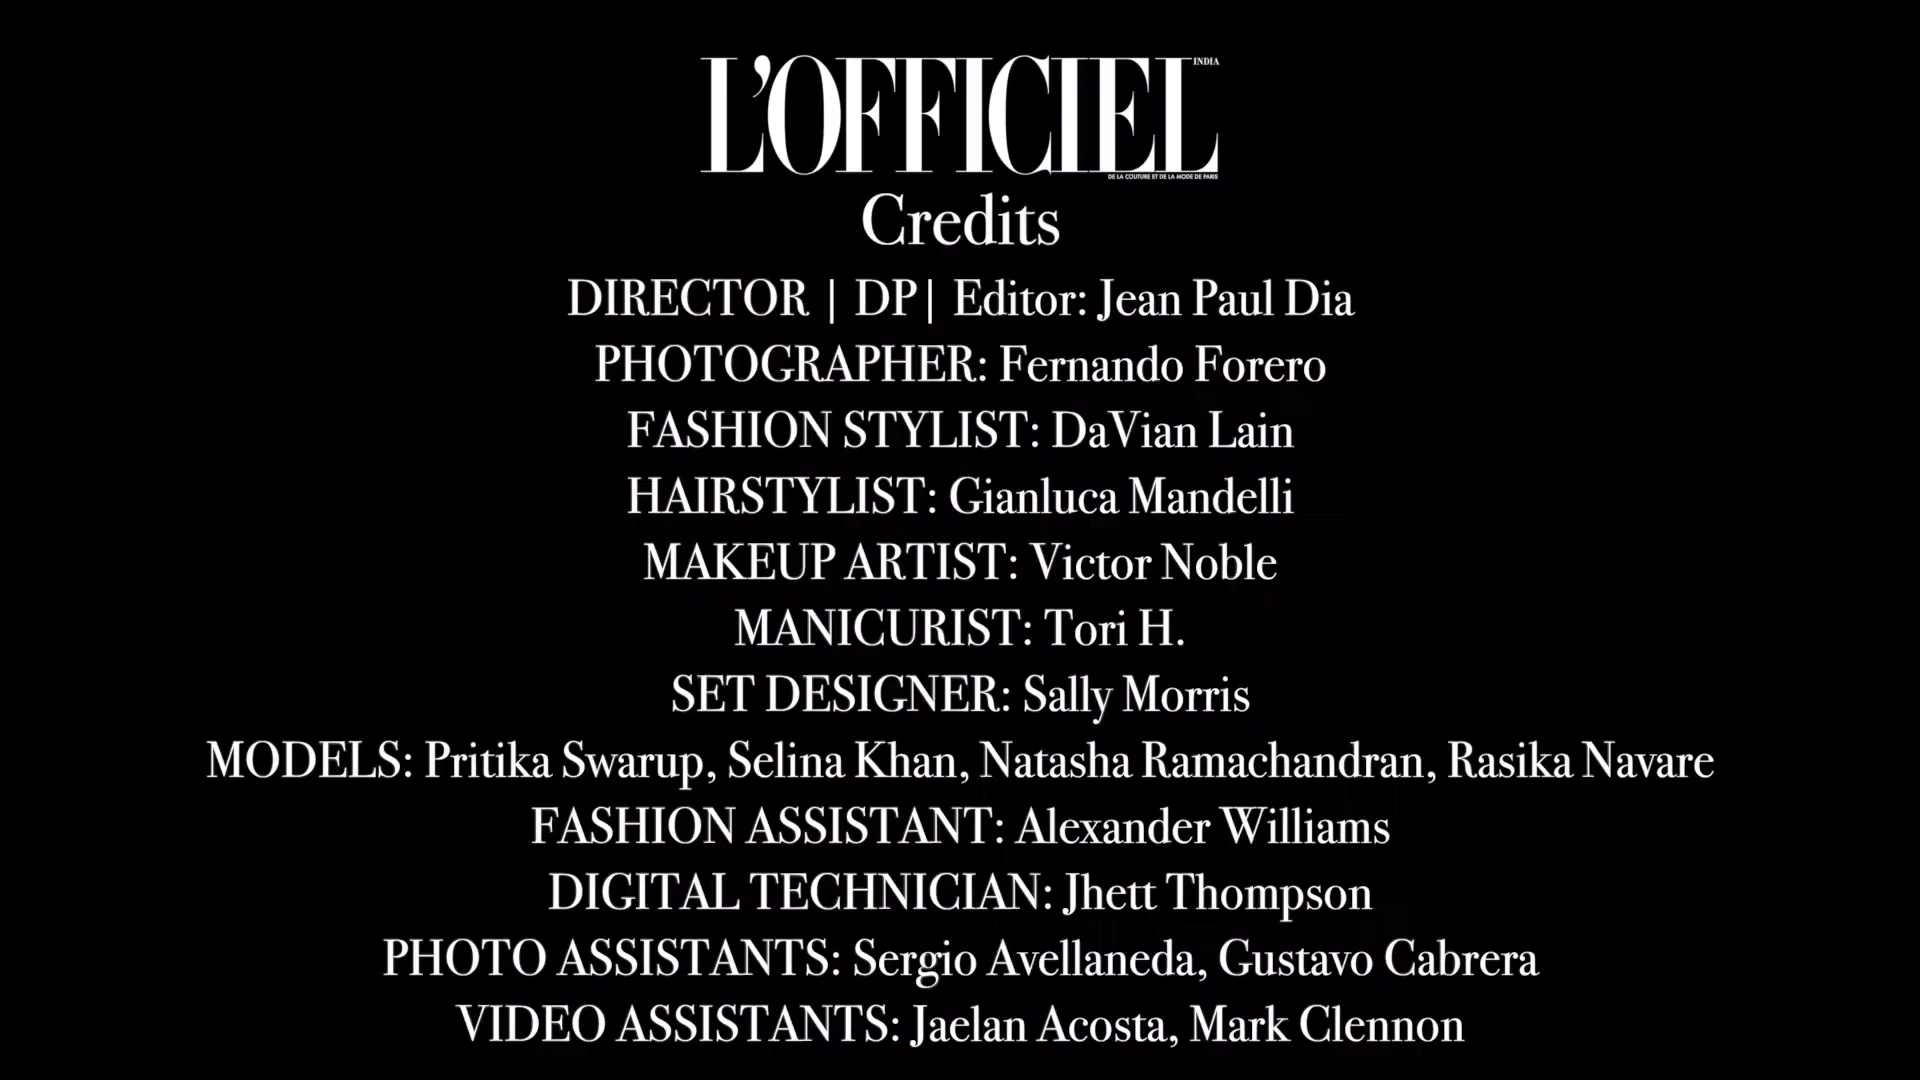 L'OFFICIEL
INDIA
DE LA COUTURE ET DE LA MODE DE PARIS
Credits
DIRECTOR | DP| Editor: Jean Paul Dia
PHOTOGRAPHER: Fernando Forero
FASHION STYLIST: DaVian Lain
HAIRSTYLIST: Gianluca Mandelli
MAKEUP ARTIST: Victor Noble
MANICURIST: Tori H.
SET DESIGNER: Sally Morris
MODELS: Pritika Swarup, Selina Khan, Natasha Ramachandran, Rasika Navare
FASHION ASSISTANT: Alexander Williams
DIGITAL TECHNICIAN: Jhett Thompson
PHOTO ASSISTANTS: Sergio Avellaneda, Gustavo Cabrera
VIDEO ASSISTANTS: Jaelan Acosta, Mark Clennon